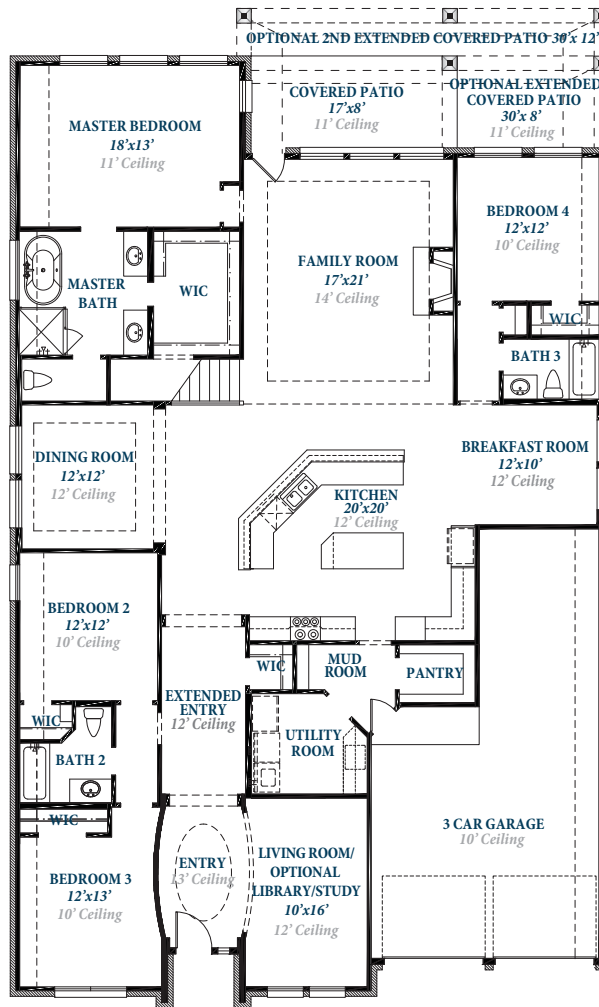 OPTIONAL 2ND EXTENDED COVERED PATIO 30'x 12'
COVERED PATIO
17'x8'
11' Ceiling
OPTIONAL EXTENDED
COVERED PATIO
30'x 8'
11' Ceiling
MASTER BEDROOM
18'x13'
11' Ceiling
BEDROOM 4
12'x12'
10' Ceiling
FAMILY ROOM
17'x21'
14' Ceiling
MASTER
BATH
WIC
WIC
BATH 3
DINING ROOM
12'x12'
12' Ceiling
BREAKFAST ROOM
12'x10'
12' Ceiling
KITCHEN
20'x20'
12' Ceiling
BEDROOM 2
12'x12'
10' Ceiling
WIC
MUD
ROOM
PANTRY
EXTENDED
ENTRY
12' Ceiling
WIC
UTILITY
ROOM
BATH 2
WIC
3 CAR GARAGE
10' Ceiling
ENTRY
13' Ceiling
LIVING ROOM/
OPTIONAL
LIBRARY/STUDY
10'x16'
12' Ceiling
BEDROOM 3
12'x13'
10' Ceiling